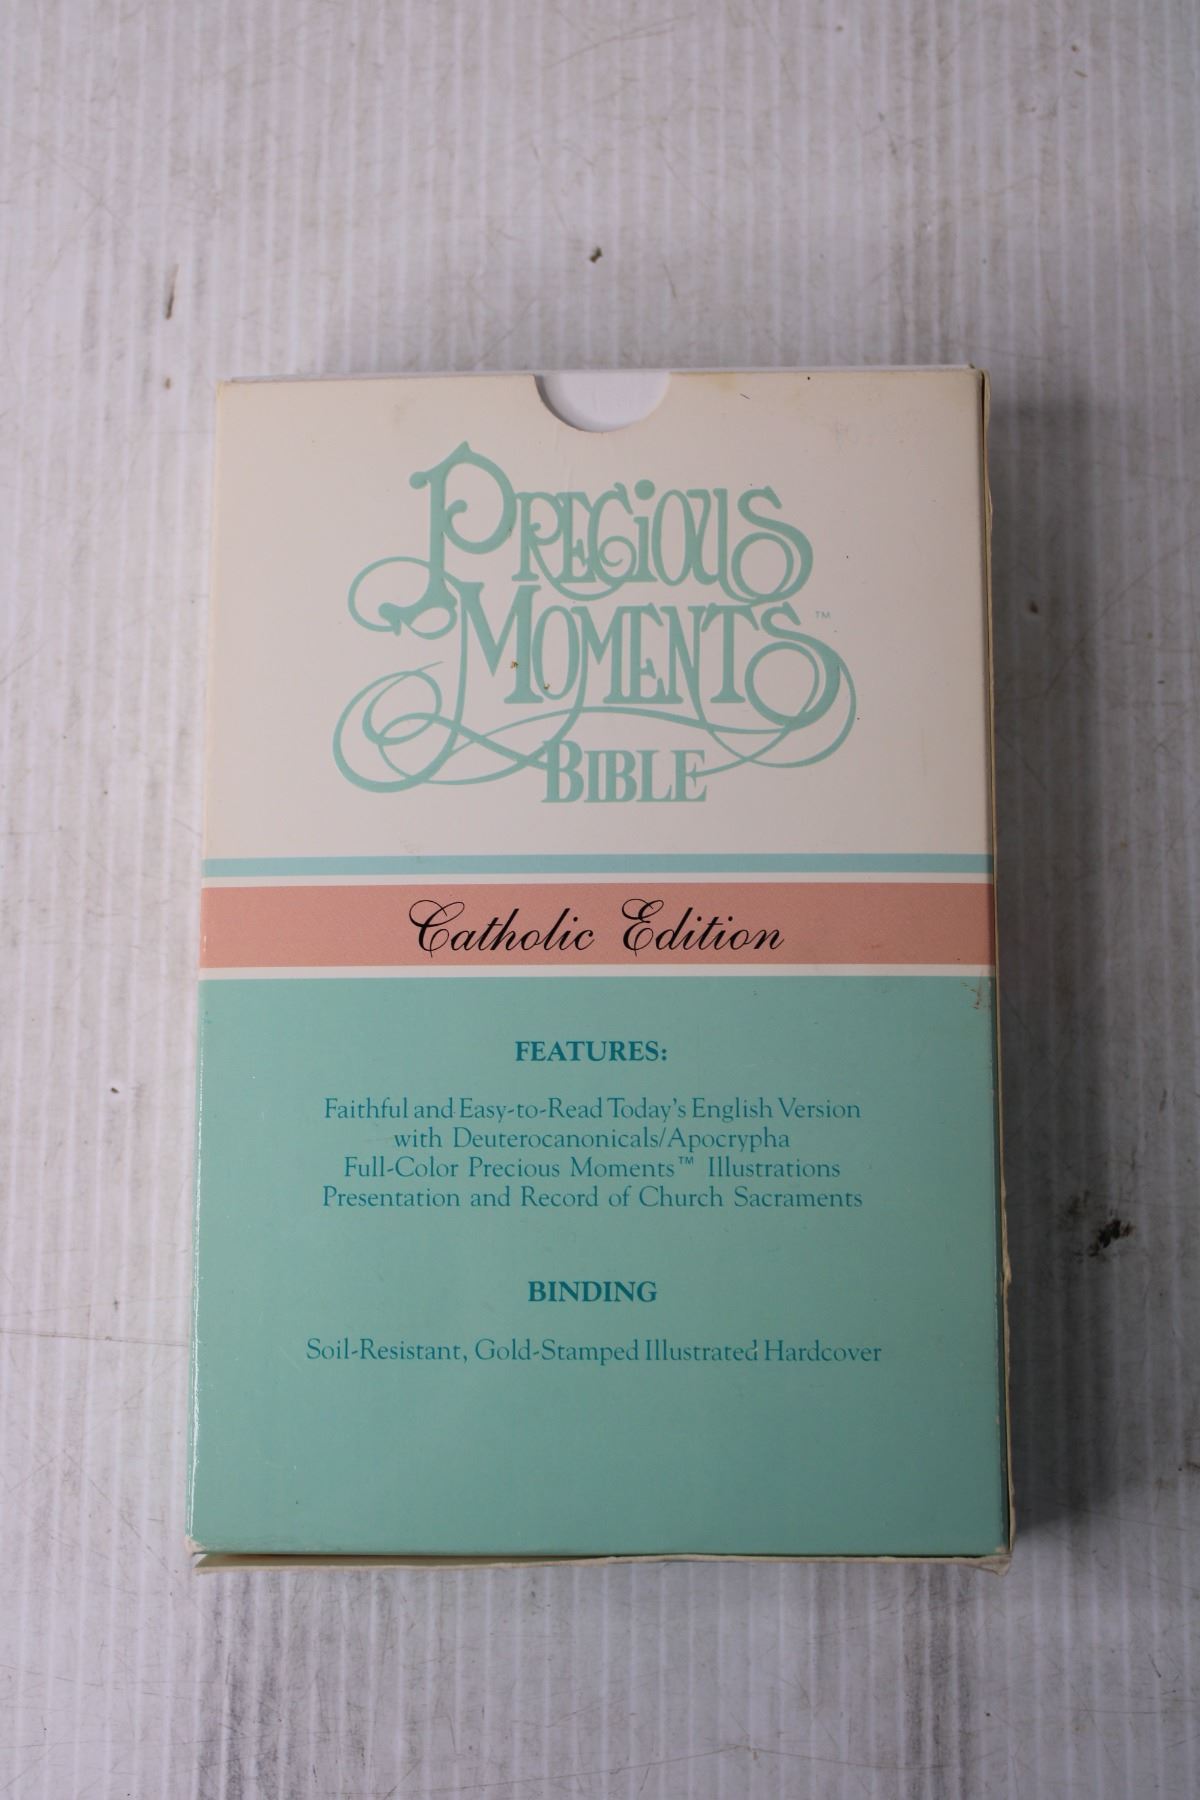 PRECIOUS
MOMENTS™
BIBLE
Catholic Edition
FEATURES:
Faithful and Easy-to-Read Today's English Version
with Deuterocanonicals/Apocrypha
Full-Color Precious Moments™ Illustrations
Presentation and Record of Church Sacraments
BINDING
Soil-Resistant, Gold-Stamped Illustrated Hardcover